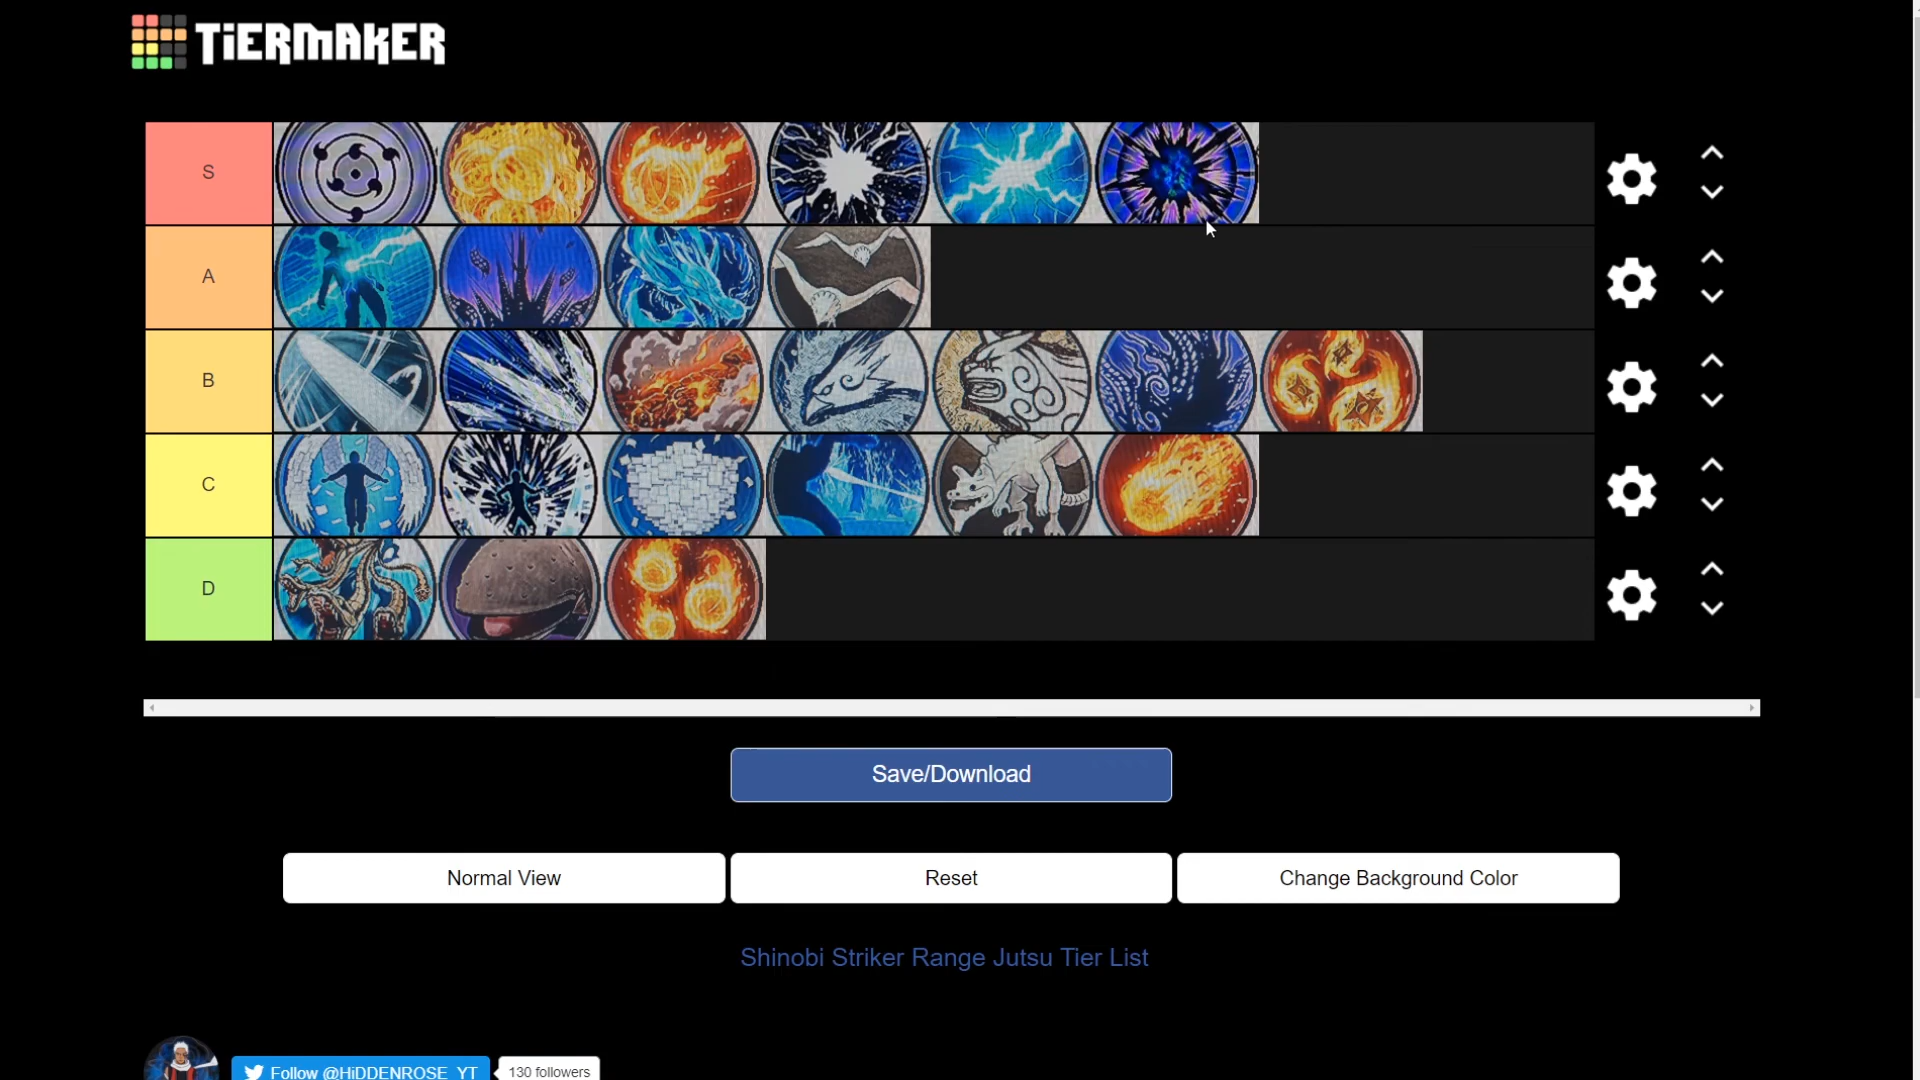 TIERMAKER
S
A
B
C
D
Save/Download
Normal View
Reset
Change Background Color
Shinobi Striker Range Jutsu Tier List
Follow @HiDDENROSE_YT
130 followers